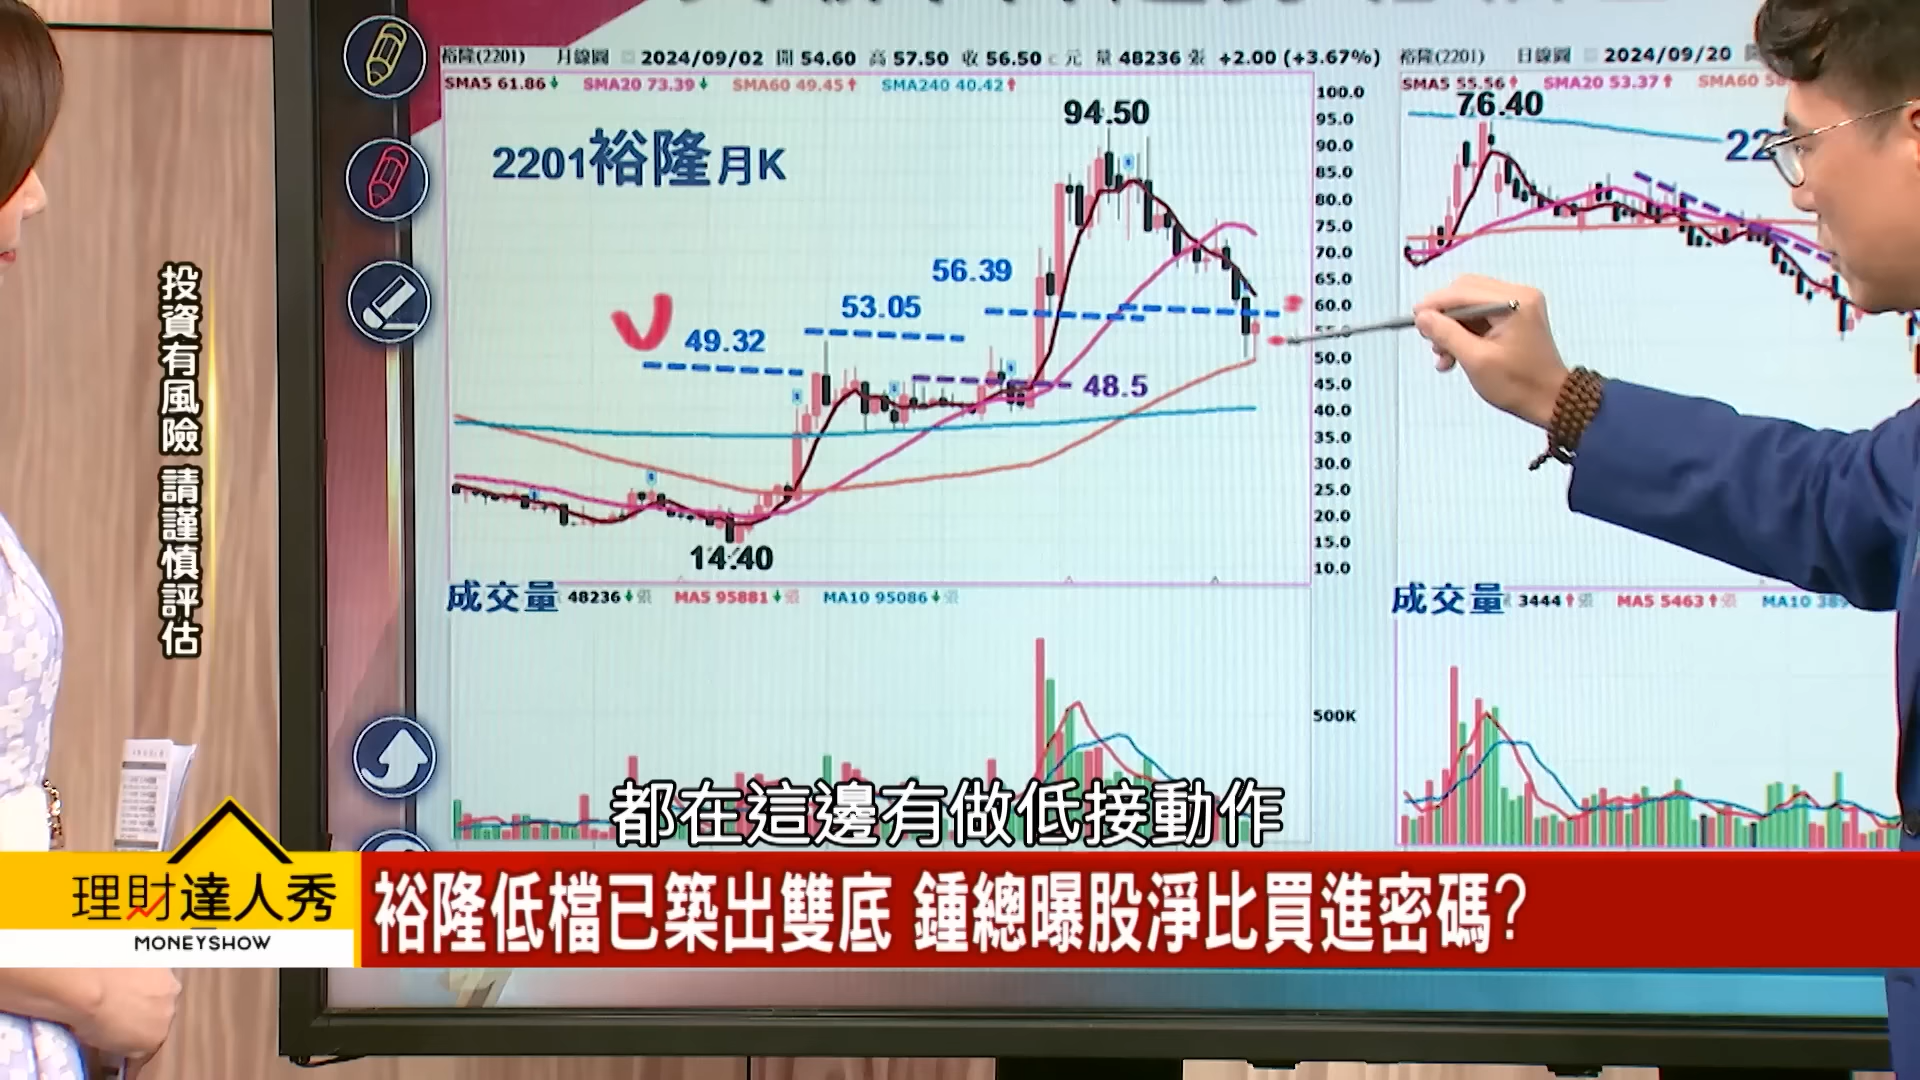 裕隆(2201) 月線圖 2024/09/02 開 54.60 高 57.50 收 56.50 c 元 量 48236 張 +2.00 (+3.67%)
SMA5 61.86↓ SMA20 73.39↓ SMA60 49.45↑ SMA240 40.42↑
2201裕隆月K
94.50
56.39
53.05
49.32
48.5
14.40
100.0
95.0
90.0
85.0
80.0
75.0
70.0
65.0
60.0
50.0
45.0
40.0
35.0
30.0
25.0
20.0
15.0
10.0
成交量 48236↓張 MA5 95881↓張 MA10 95086↓張
500K
裕隆(2201) 日線圖 2024/09/20
SMA5 55.56↑ SMA20 53.37↑ SMA60
76.40
22
成交量 3444↑張 MA5 5463↑張 MA10
投資有風險 請謹慎評估
都在這邊有做低接動作
理財達人秀
MONEYSHOW
裕隆低檔已築出雙底 鍾總曝股淨比買進密碼?